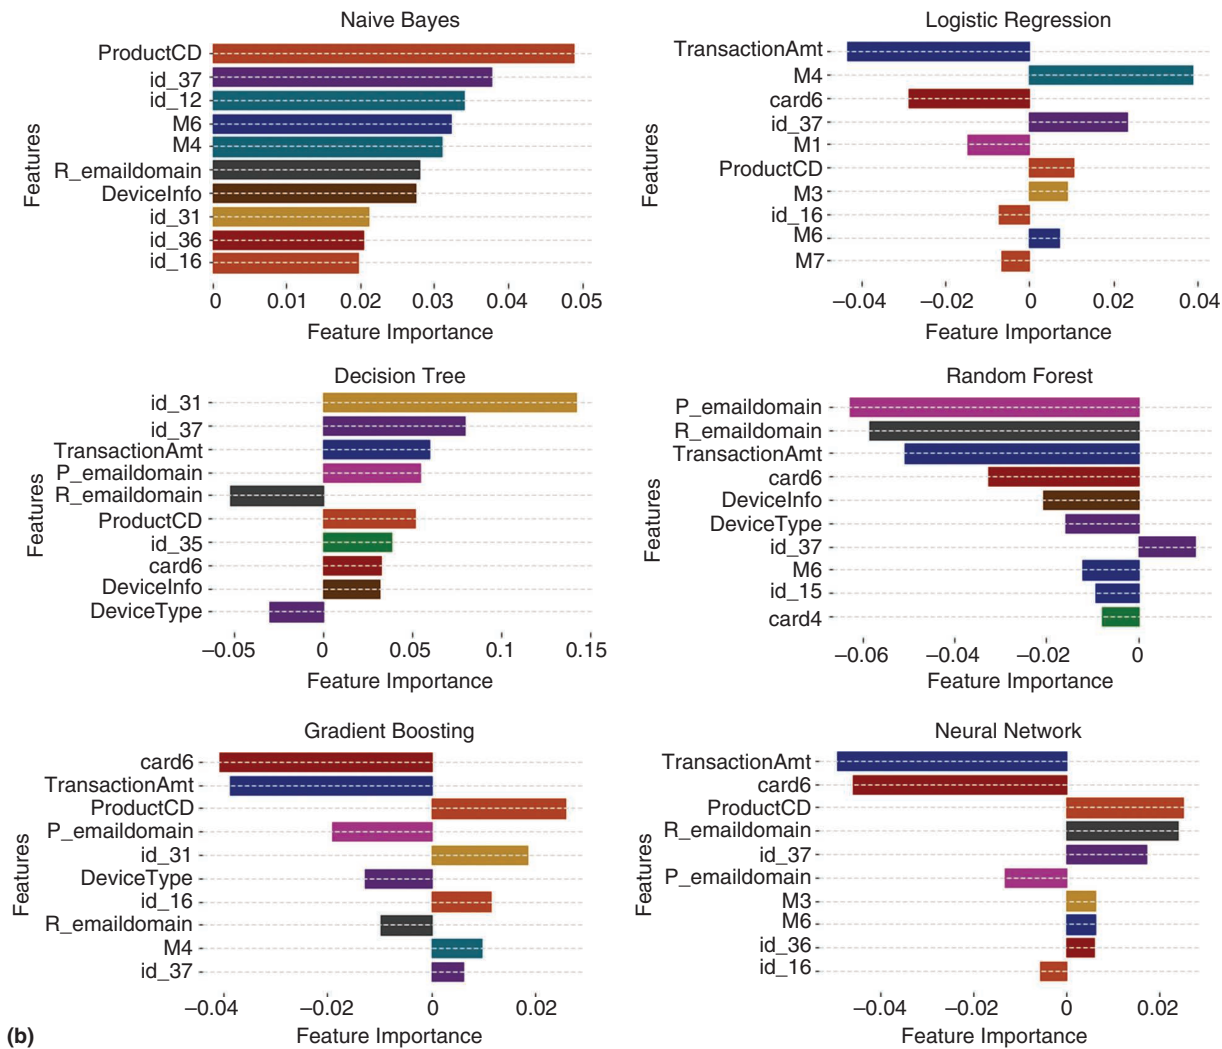 Naive Bayes
Features
ProductCD
id_37
id_12
M6
M4
R_emaildomain
DeviceInfo
id_31
id_36
id_16
0 0.01 0.02 0.03 0.04 0.05
Feature Importance
Logistic Regression
Features
TransactionAmt
M4
card6
id_37
M1
ProductCD
M3
id_16
M6
M7
−0.04 −0.02 0 0.02 0.04
Feature Importance
Decision Tree
Features
id_31
id_37
TransactionAmt
P_emaildomain
R_emaildomain
ProductCD
id_35
card6
DeviceInfo
DeviceType
−0.05 0 0.05 0.1 0.15
Feature Importance
Random Forest
Features
P_emaildomain
R_emaildomain
TransactionAmt
card6
DeviceInfo
DeviceType
id_37
M6
id_15
card4
−0.06 −0.04 −0.02 0
Feature Importance
Gradient Boosting
Features
card6
TransactionAmt
ProductCD
P_emaildomain
id_31
DeviceType
id_16
R_emaildomain
M4
id_37
−0.04 −0.02 0 0.02
Feature Importance
Neural Network
Features
TransactionAmt
card6
ProductCD
R_emaildomain
id_37
P_emaildomain
M3
M6
id_36
id_16
−0.04 −0.02 0 0.02
Feature Importance
(b)